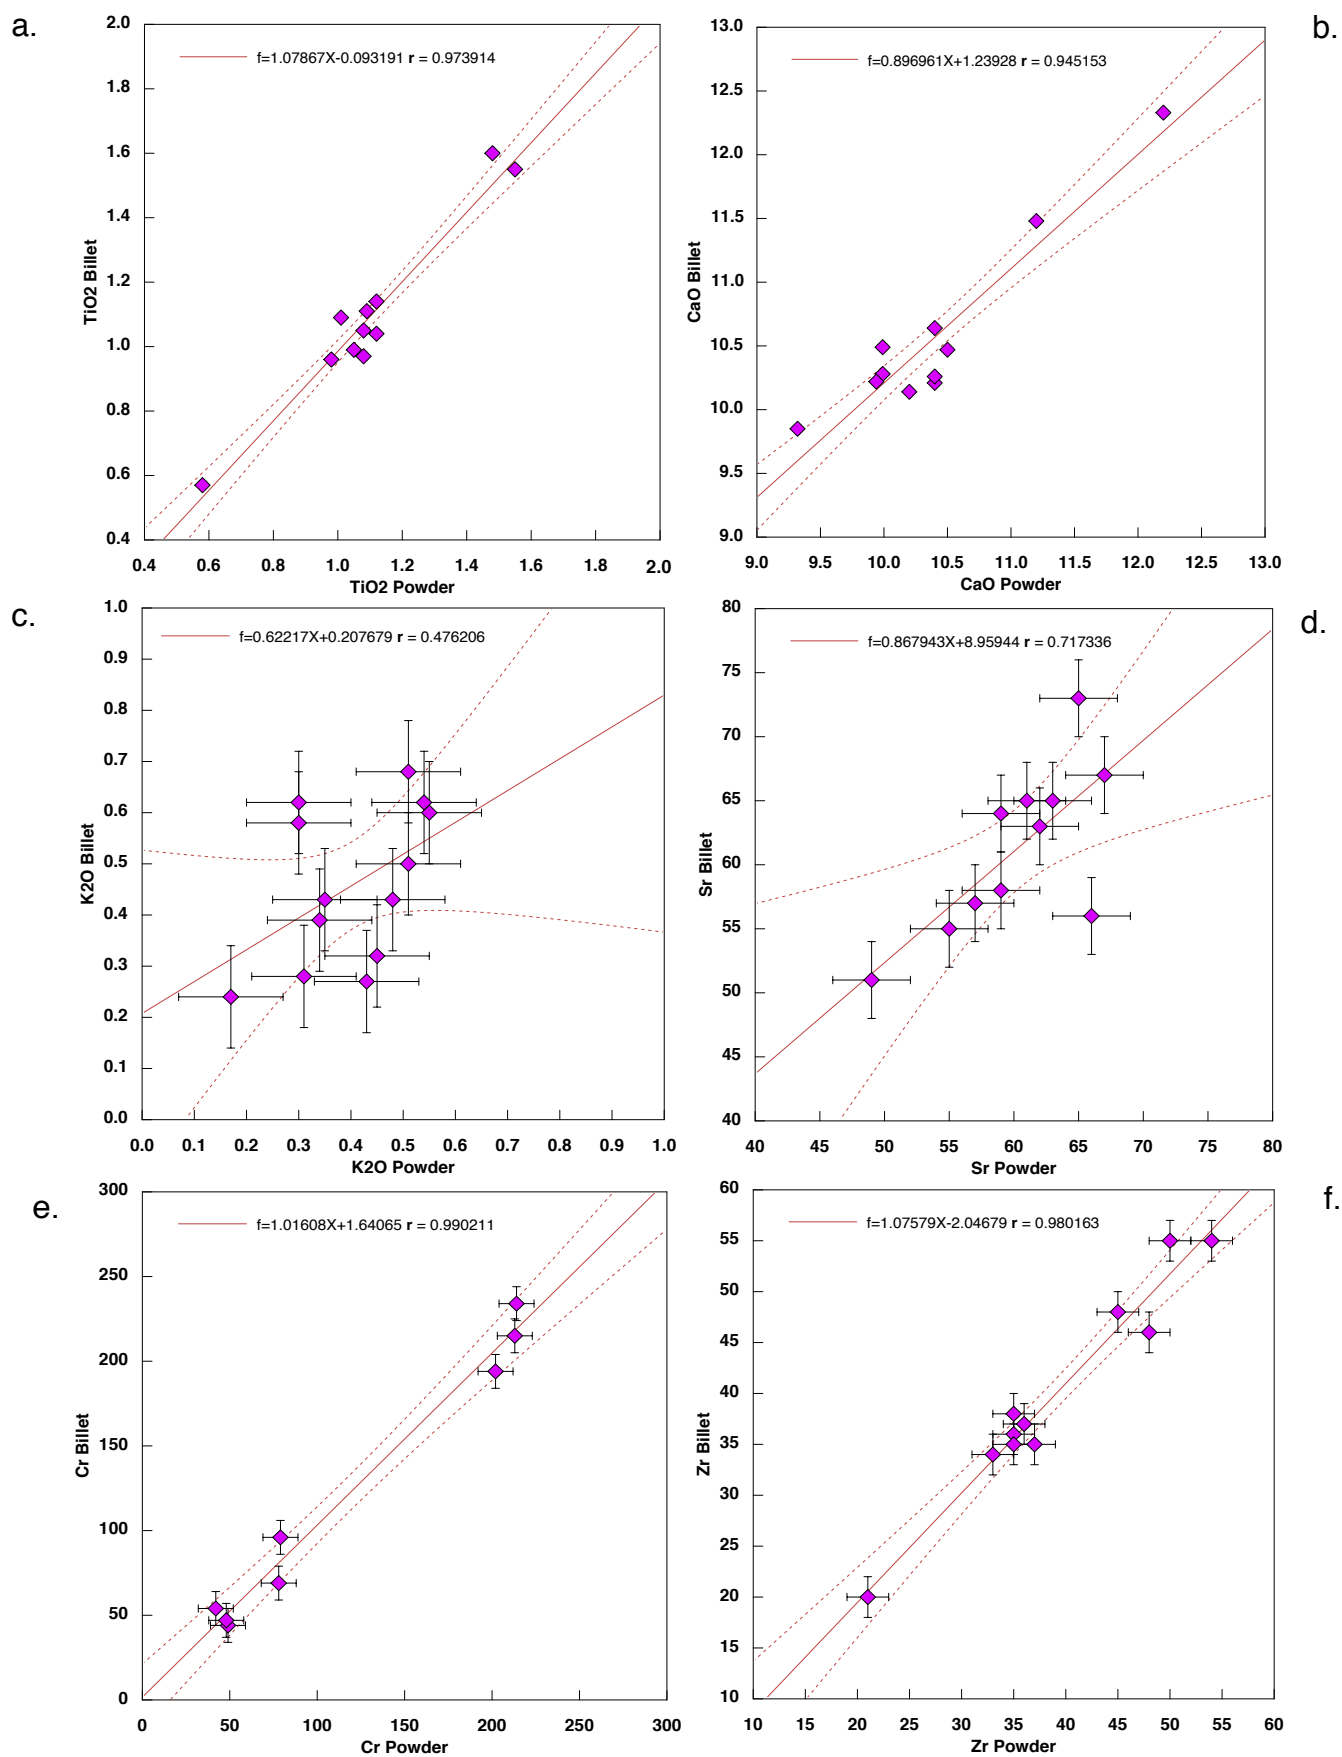 a.
f=1.07867X-0.093191 r = 0.973914
TiO2 Billet
2.0
1.8
1.6
1.4
1.2
1.0
0.8
0.6
0.4
0.4 0.6 0.8 1.0 1.2 1.4 1.6 1.8 2.0
TiO2 Powder
b.
f=0.896961X+1.23928 r = 0.945153
CaO Billet
13.0
12.5
12.0
11.5
11.0
10.5
10.0
9.5
9.0
9.0 9.5 10.0 10.5 11.0 11.5 12.0 12.5 13.0
CaO Powder
c.
f=0.62217X+0.207679 r = 0.476206
K2O Billet
1.0
0.9
0.8
0.7
0.6
0.5
0.4
0.3
0.2
0.1
0.0
0.0 0.1 0.2 0.3 0.4 0.5 0.6 0.7 0.8 0.9 1.0
K2O Powder
d.
f=0.867943X+8.95944 r = 0.717336
Sr Billet
80
75
70
65
60
55
50
45
40
40 45 50 55 60 65 70 75 80
Sr Powder
e.
f=1.01608X+1.64065 r = 0.990211
Cr Billet
300
250
200
150
100
50
0
0 50 100 150 200 250 300
Cr Powder
f.
f=1.07579X-2.04679 r = 0.980163
Zr Billet
60
55
50
45
40
35
30
25
20
15
10
10 15 20 25 30 35 40 45 50 55 60
Zr Powder